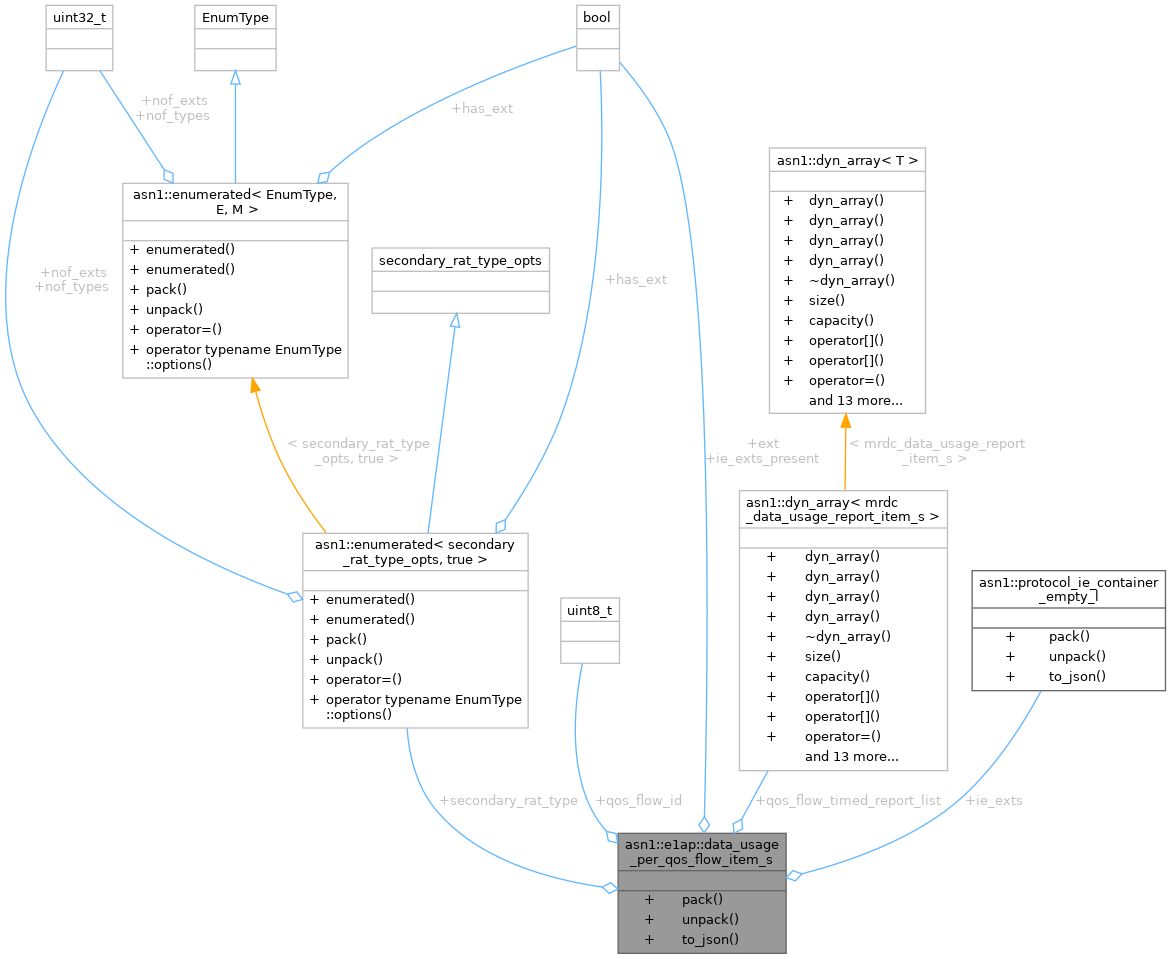 uint32_t
EnumType
bool
+nof_exts
+nof_types
+has_ext
asn1::dyn_array< T >
+ dyn_array()
+ dyn_array()
+ dyn_array()
+ dyn_array()
+ ~dyn_array()
+ size()
+ capacity()
+ operator[]()
+ operator[]()
+ operator=()
and 13 more...
asn1::enumerated< EnumType,
E, M >
+ enumerated()
+ enumerated()
+ pack()
+ unpack()
+ operator=()
+ operator typename EnumType
::options()
secondary_rat_type_opts
+nof_exts
+nof_types
+has_ext
< secondary_rat_type
_opts, true >
+ext
+ie_exts_present
< mrdc_data_usage_report
_item_s >
asn1::dyn_array< mrdc
_data_usage_report_item_s >
+ dyn_array()
+ dyn_array()
+ dyn_array()
+ dyn_array()
+ ~dyn_array()
+ size()
+ capacity()
+ operator[]()
+ operator[]()
+ operator=()
and 13 more...
asn1::enumerated< secondary
_rat_type_opts, true >
+ enumerated()
+ enumerated()
+ pack()
+ unpack()
+ operator=()
+ operator typename EnumType
::options()
uint8_t
asn1::protocol_ie_container
_empty_l
+ pack()
+ unpack()
+ to_json()
+secondary_rat_type
+qos_flow_id
+qos_flow_timed_report_list
+ie_exts
asn1::e1ap::data_usage
_per_qos_flow_item_s
+ pack()
+ unpack()
+ to_json()